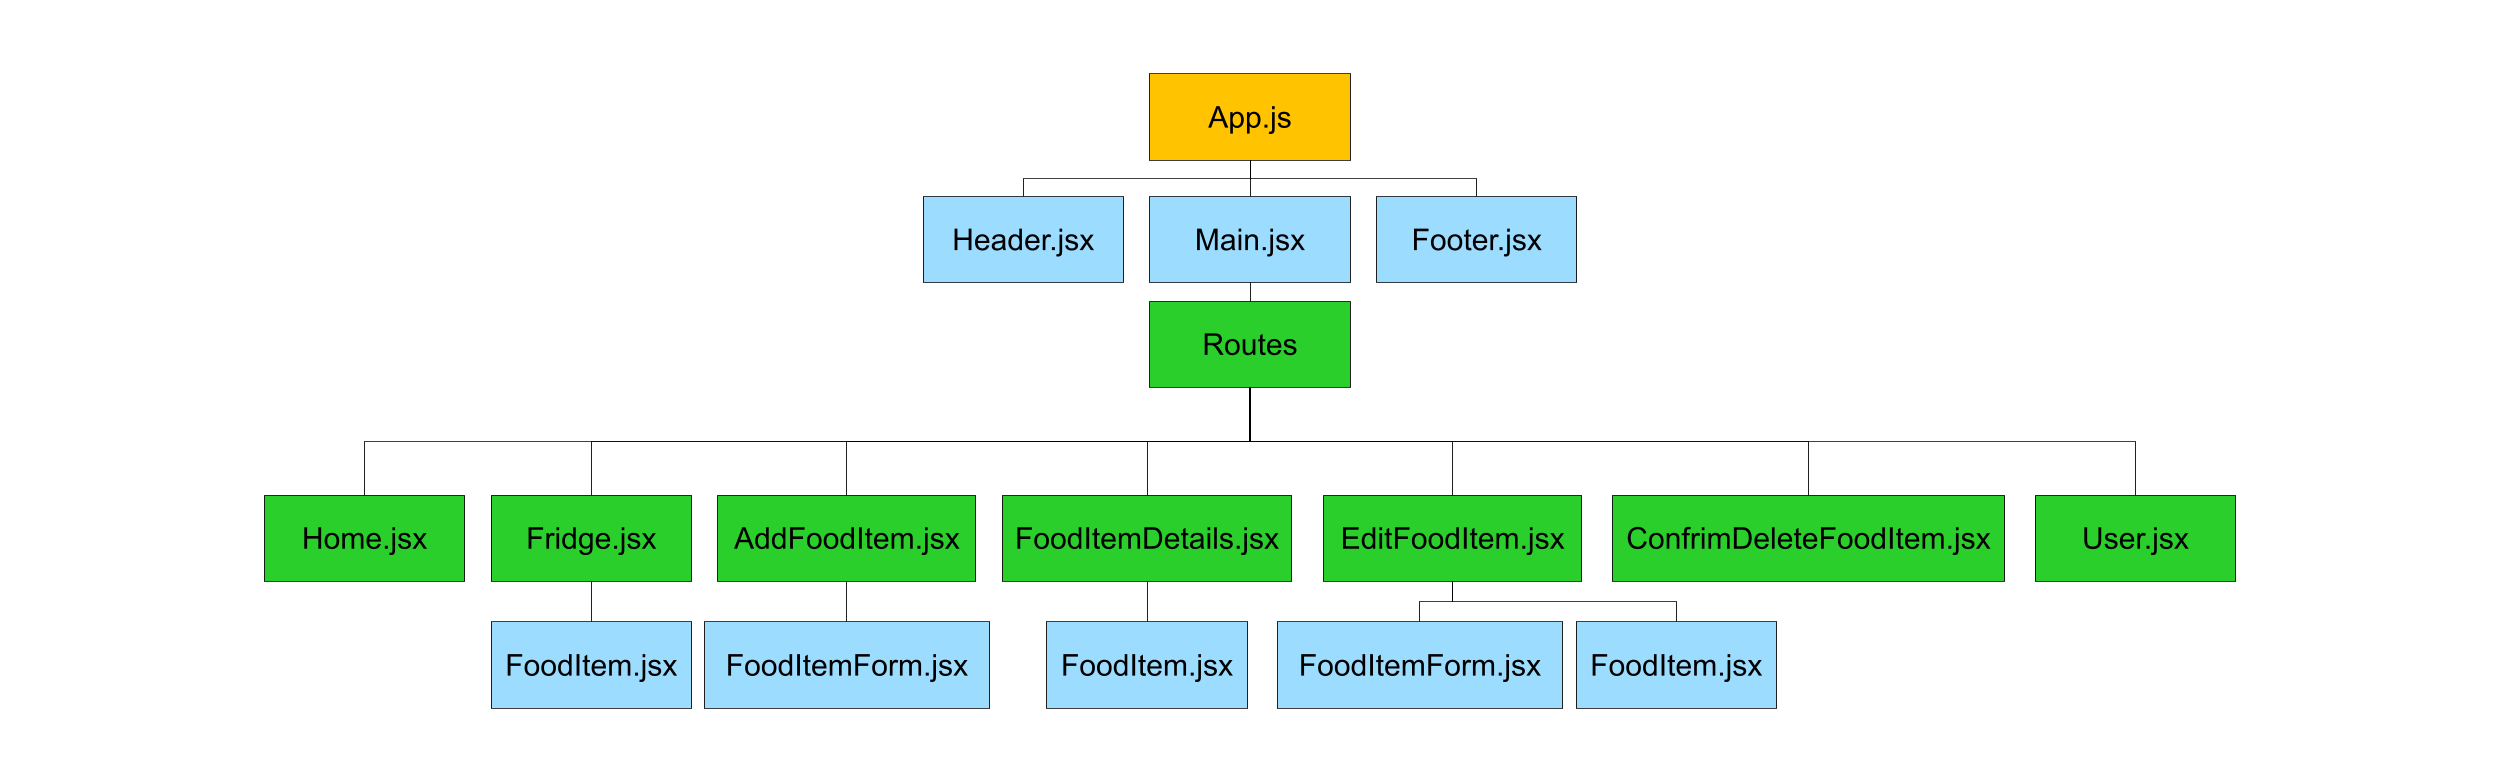 App.js
Header.jsx
Main.jsx
Footer.jsx
Routes
Home.jsx
Fridge.jsx
AddFoodItem.jsx
FoodItemDetails.jsx
EditFoodItem.jsx
ConfrimDeleteFoodItem.jsx
User.jsx
FoodItem.jsx
FoodItemForm.jsx
FoodItem.jsx
FoodItemForm.jsx
FoodItem.jsx